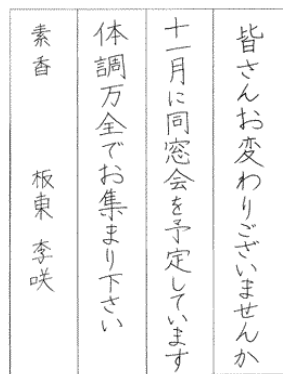 皆さんお変わりございませんか
十一月に同窓会を予定しています
体調万全でお集まり下さい
素香 板東 李咲